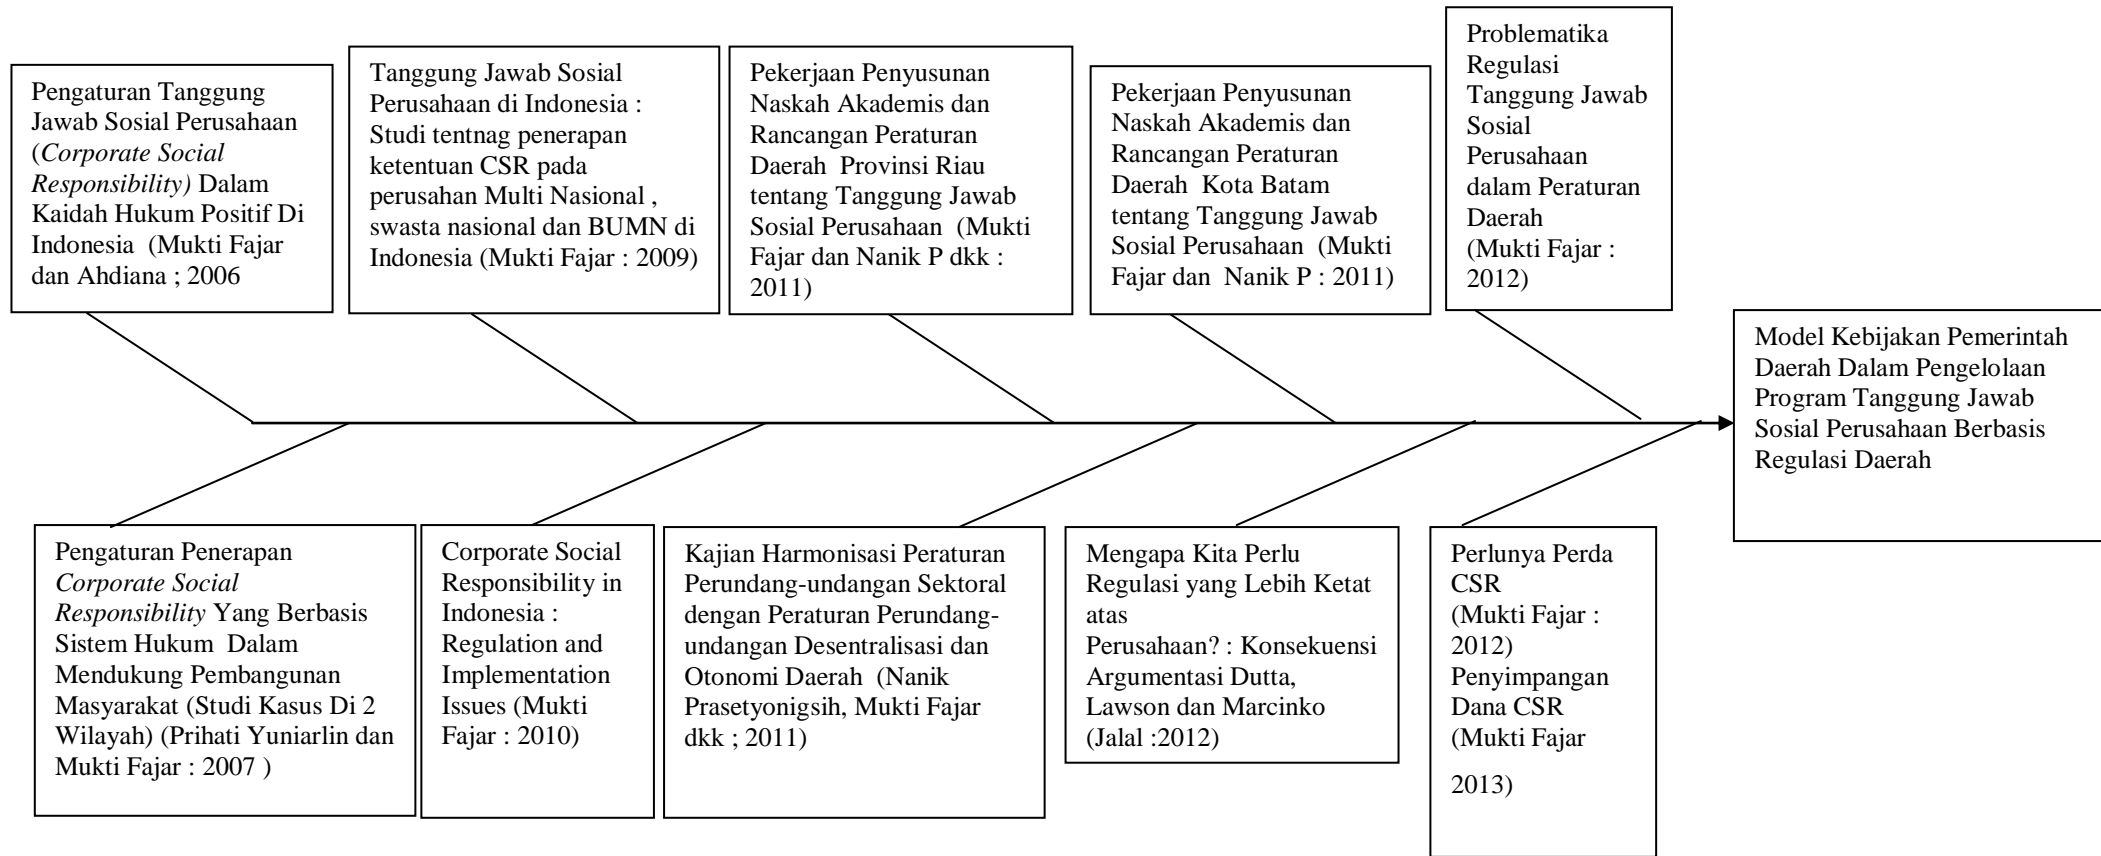 Pengaturan Tanggung
Jawab Sosial Perusahaan
(Corporate Social
Responsibility) Dalam
Kaidah Hukum Positif Di
Indonesia (Mukti Fajar
dan Ahdiana ; 2006
Tanggung Jawab Sosial
Perusahaan di Indonesia :
Studi tentnag penerapan
ketentuan CSR pada
perusahan Multi Nasional ,
swasta nasional dan BUMN di
Indonesia (Mukti Fajar : 2009)
Pekerjaan Penyusunan
Naskah Akademis dan
Rancangan Peraturan
Daerah Provinsi Riau
tentang Tanggung Jawab
Sosial Perusahaan (Mukti
Fajar dan Nanik P dkk :
2011)
Pekerjaan Penyusunan
Naskah Akademis dan
Rancangan Peraturan
Daerah Kota Batam
tentang Tanggung Jawab
Sosial Perusahaan (Mukti
Fajar dan Nanik P : 2011)
Problematika
Regulasi
Tanggung Jawab
Sosial
Perusahaan
dalam Peraturan
Daerah
(Mukti Fajar :
2012)
Model Kebijakan Pemerintah
Daerah Dalam Pengelolaan
Program Tanggung Jawab
Sosial Perusahaan Berbasis
Regulasi Daerah
Pengaturan Penerapan
Corporate Social
Responsibility Yang Berbasis
Sistem Hukum Dalam
Mendukung Pembangunan
Masyarakat (Studi Kasus Di 2
Wilayah) (Prihati Yuniarlin dan
Mukti Fajar : 2007 )
Corporate Social
Responsibility in
Indonesia :
Regulation and
Implementation
Issues (Mukti
Fajar : 2010)
Kajian Harmonisasi Peraturan
Perundang-undangan Sektoral
dengan Peraturan Perundang-
undangan Desentralisasi dan
Otonomi Daerah (Nanik
Prasetyonigsih, Mukti Fajar
dkk ; 2011)
Mengapa Kita Perlu
Regulasi yang Lebih Ketat
atas
Perusahaan? : Konsekuensi
Argumentasi Dutta,
Lawson dan Marcinko
(Jalal :2012)
Perlunya Perda
CSR
(Mukti Fajar :
2012)
Penyimpangan
Dana CSR
(Mukti Fajar
2013)